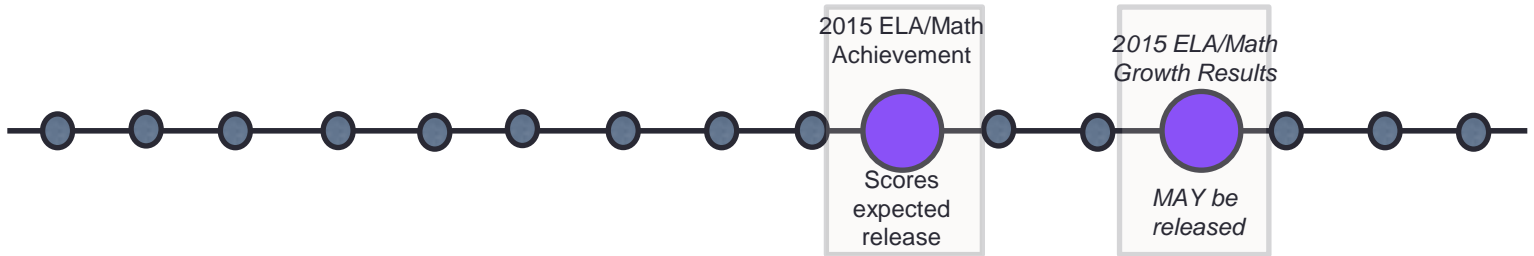 2015 ELA/Math
Achievement
Scores
expected
release
2015 ELA/Math
Growth Results
MAY be
released